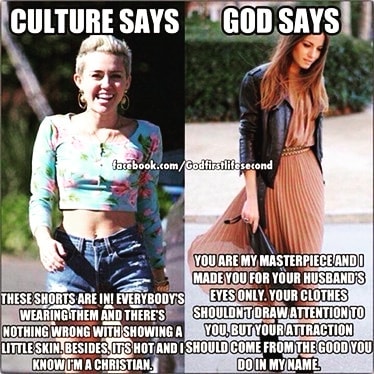 CULTURE SAYS
GOD SAYS
facebook.com/Godfirstlifesecond
THESE SHORTS ARE IN! EVERYBODY'S
WEARING THEM AND THERE'S
NOTHING WRONG WITH SHOWING A
LITTLE SKIN. BESIDES, IT'S HOT AND I
KNOW I'M A CHRISTIAN.
YOU ARE MY MASTERPIECE AND I
MADE YOU FOR YOUR HUSBAND'S
EYES ONLY. YOUR CLOTHES
SHOULDN'T DRAW ATTENTION TO
YOU, BUT YOUR ATTRACTION
SHOULD COME FROM THE GOOD YOU
DO IN MY NAME.